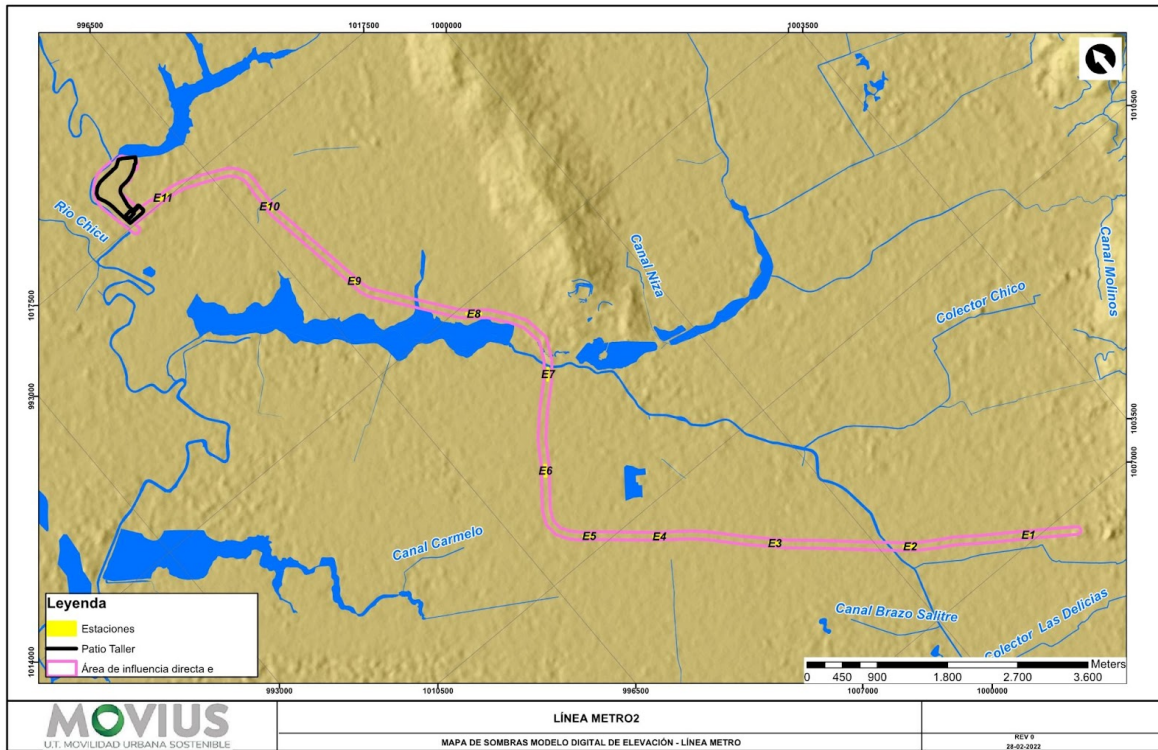 996500
1017500
1000000
1003500
1010500
E11
E10
Río Chicu
Canal Niza
Canal Molinos
E9
E8
Colector Chico
1017500
E7
993000
1003500
E6
1007000
E5
E4
E3
E2
E1
Canal Carmelo
Canal Brazo Salitre
Colector Las Delicias
Leyenda
Estaciones
Patio Taller
Área de influencia directa e
Meters
0 450 900 1.800 2.700 3.600
1014000
993000
1010500
996500
1007000
1000000
MOVIUS
U.T. MOVILIDAD URBANA SOSTENIBLE
LÍNEA METRO2
MAPA DE SOMBRAS MODELO DIGITAL DE ELEVACIÓN - LÍNEA METRO
REV 0
28-02-2022